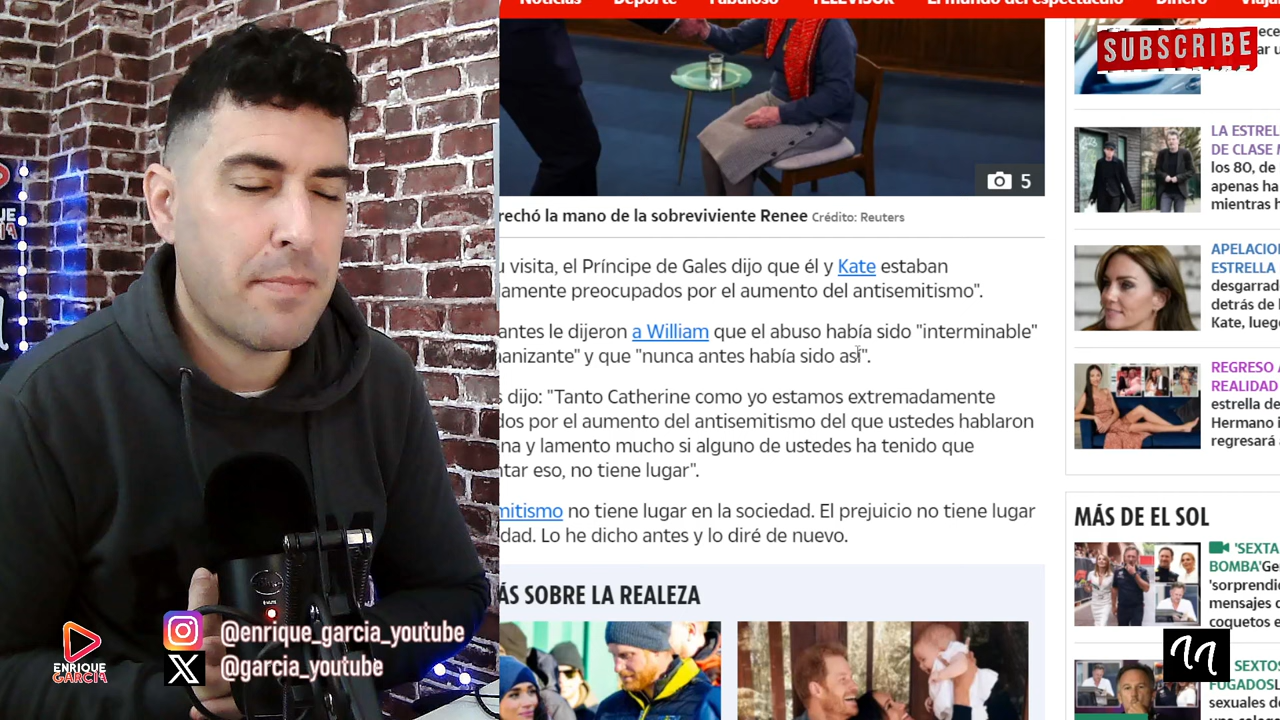 Noticias Deporte Fabuloso TELEVISOR El mundo del espectáculo Dinero
SUBSCRIBE
5
rechó la mano de la sobreviviente Renee Crédito: Reuters
visita, el Príncipe de Gales dijo que él y Kate estaban
amente preocupados por el aumento del antisemitismo".
antes le dijeron a William que el abuso había sido "interminable"
anizante" y que "nunca antes había sido así".
dijo: "Tanto Catherine como yo estamos extremadamente
dos por el aumento del antisemitismo del que ustedes hablaron
na y lamento mucho si alguno de ustedes ha tenido que
ntar eso, no tiene lugar".
mitismo no tiene lugar en la sociedad. El prejuicio no tiene lugar
dad. Lo he dicho antes y lo diré de nuevo.
ÁS SOBRE LA REALEZA
LA ESTREL
DE CLASE
los 80, de
apenas ha
mientras h
APELACIO
ESTRELLA
desgarrad
detrás de
Kate, lueg
REGRESO A
REALIDAD
estrella de
Hermano i
regresará
MÁS DE EL SOL
'SEXTA
BOMBA'Ge
'sorprendi
mensajes
coquetos e
SEXTOS
FUGADOS
sexuales d
@enrique_garcia_youtube
@garcia_youtube
ENRIQUE
GARCIA